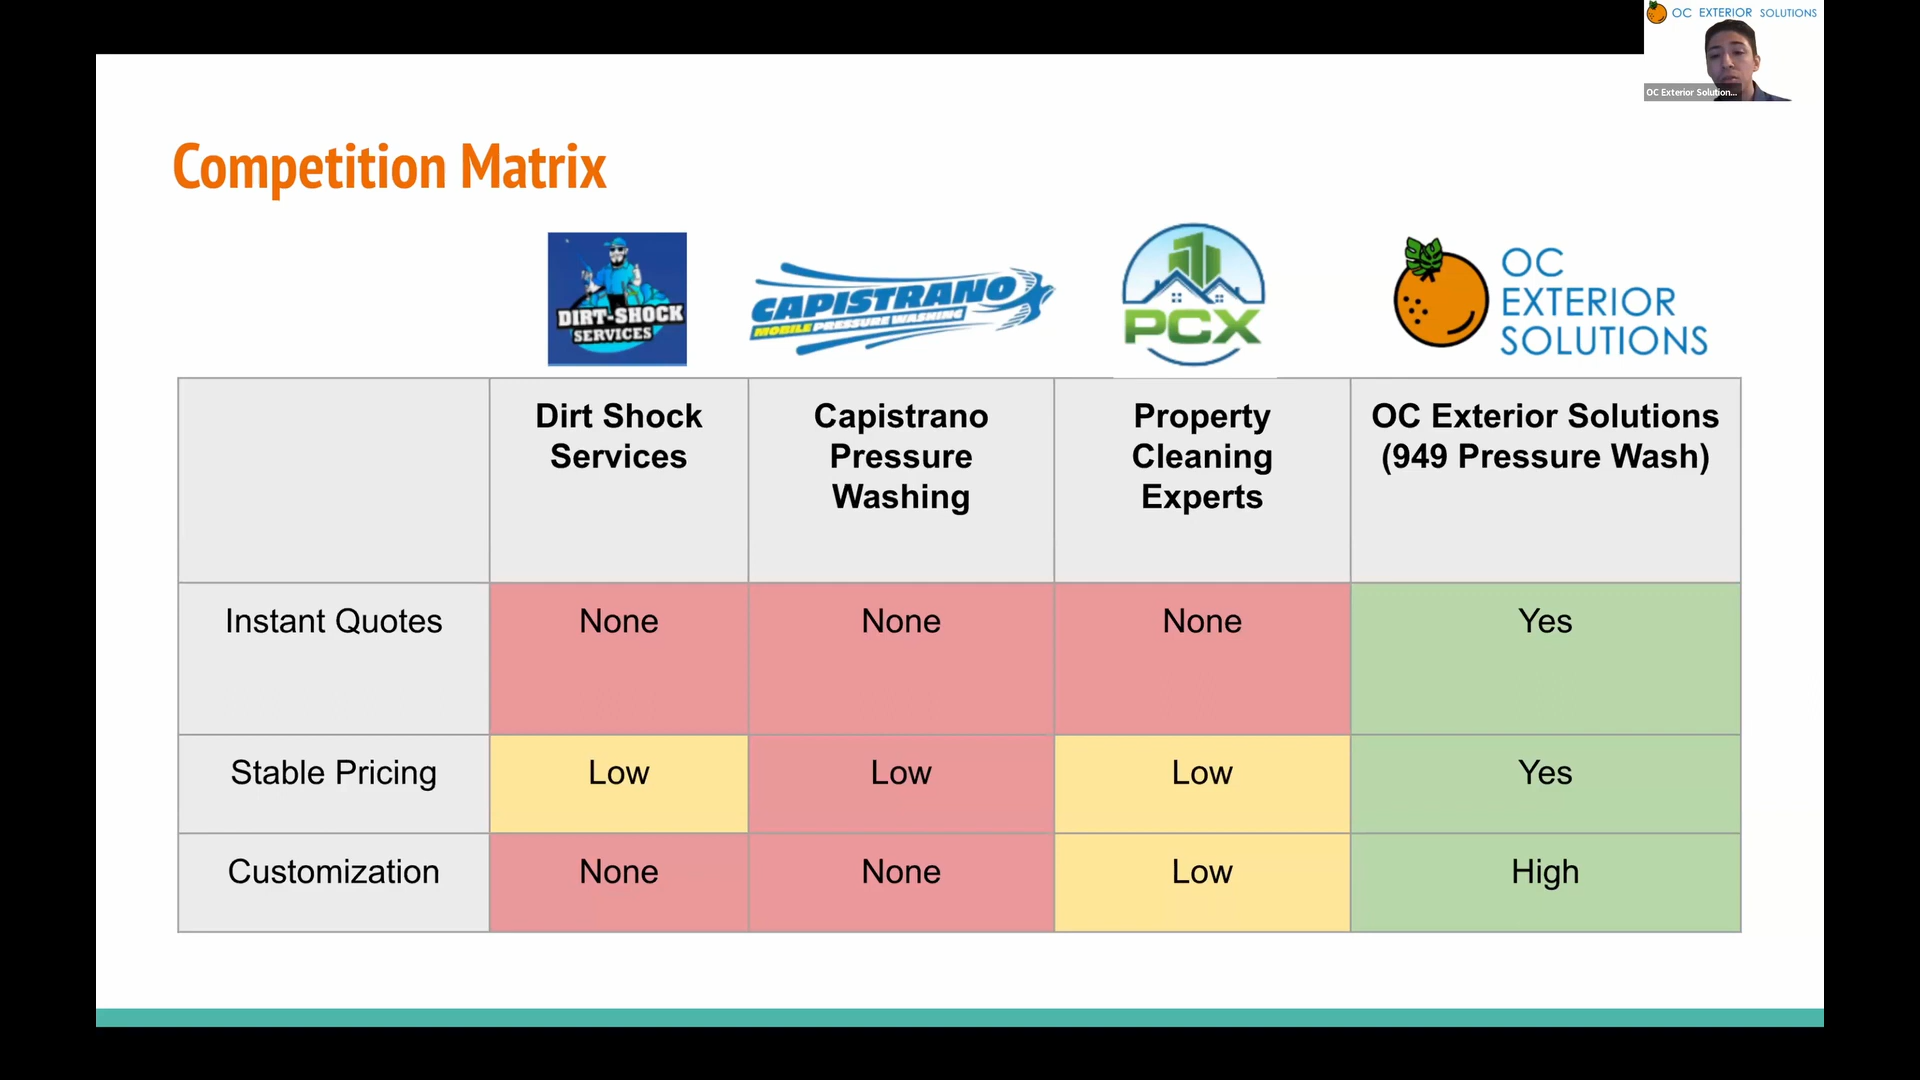 OC EXTERIOR SOLUTIONS
OC Exterior Solution...
Competition Matrix
DIRT-SHOCK
SERVICES
CAPISTRANO
MOBILE PRESSURE WASHING
PCX
OC
EXTERIOR
SOLUTIONS
Dirt Shock
Services
Capistrano
Pressure
Washing
Property
Cleaning
Experts
OC Exterior Solutions
(949 Pressure Wash)
Instant Quotes
None
None
None
Yes
Stable Pricing
Low
Low
Low
Yes
Customization
None
None
Low
High